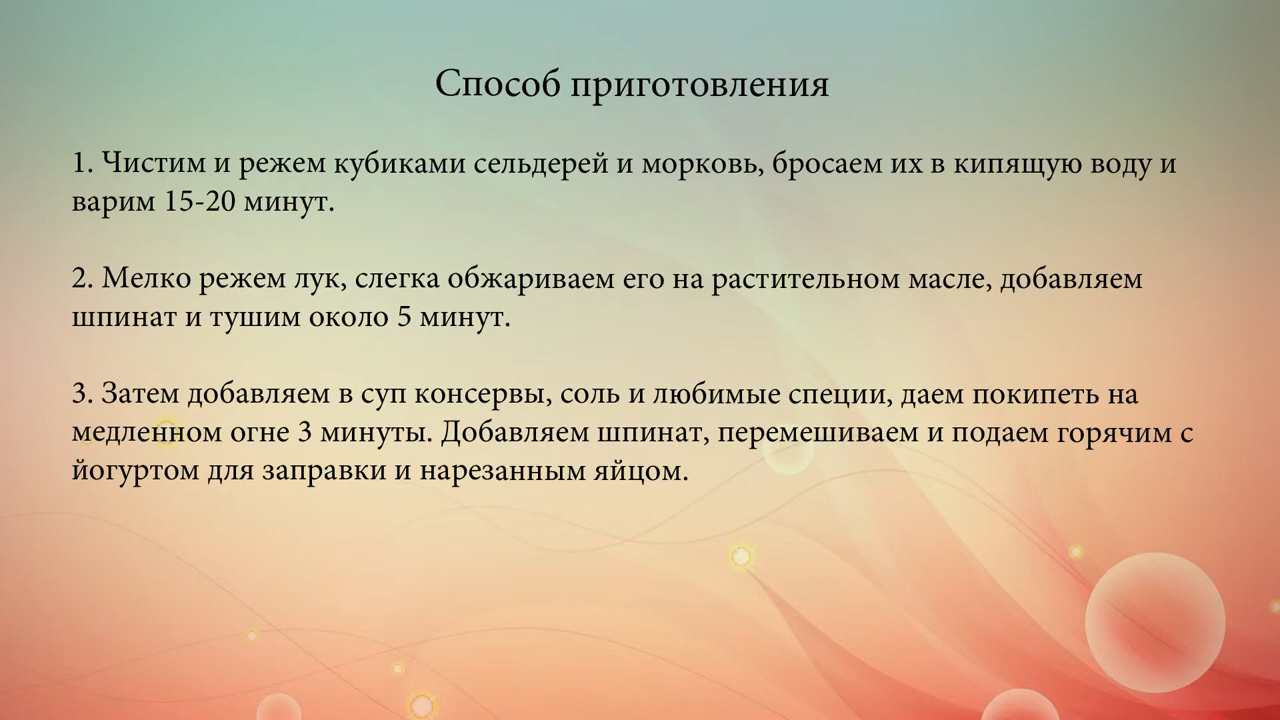 Способ приготовления
1. Чистим и режем кубиками сельдерей и морковь, бросаем их в кипящую воду и
варим 15-20 минут.
2. Мелко режем лук, слегка обжариваем его на растительном масле, добавляем
шпинат и тушим около 5 минут.
3. Затем добавляем в суп консервы, соль и любимые специи, даем покипеть на
медленном огне 3 минуты. Добавляем шпинат, перемешиваем и подаем горячим с
йогуртом для заправки и нарезанным яйцом.